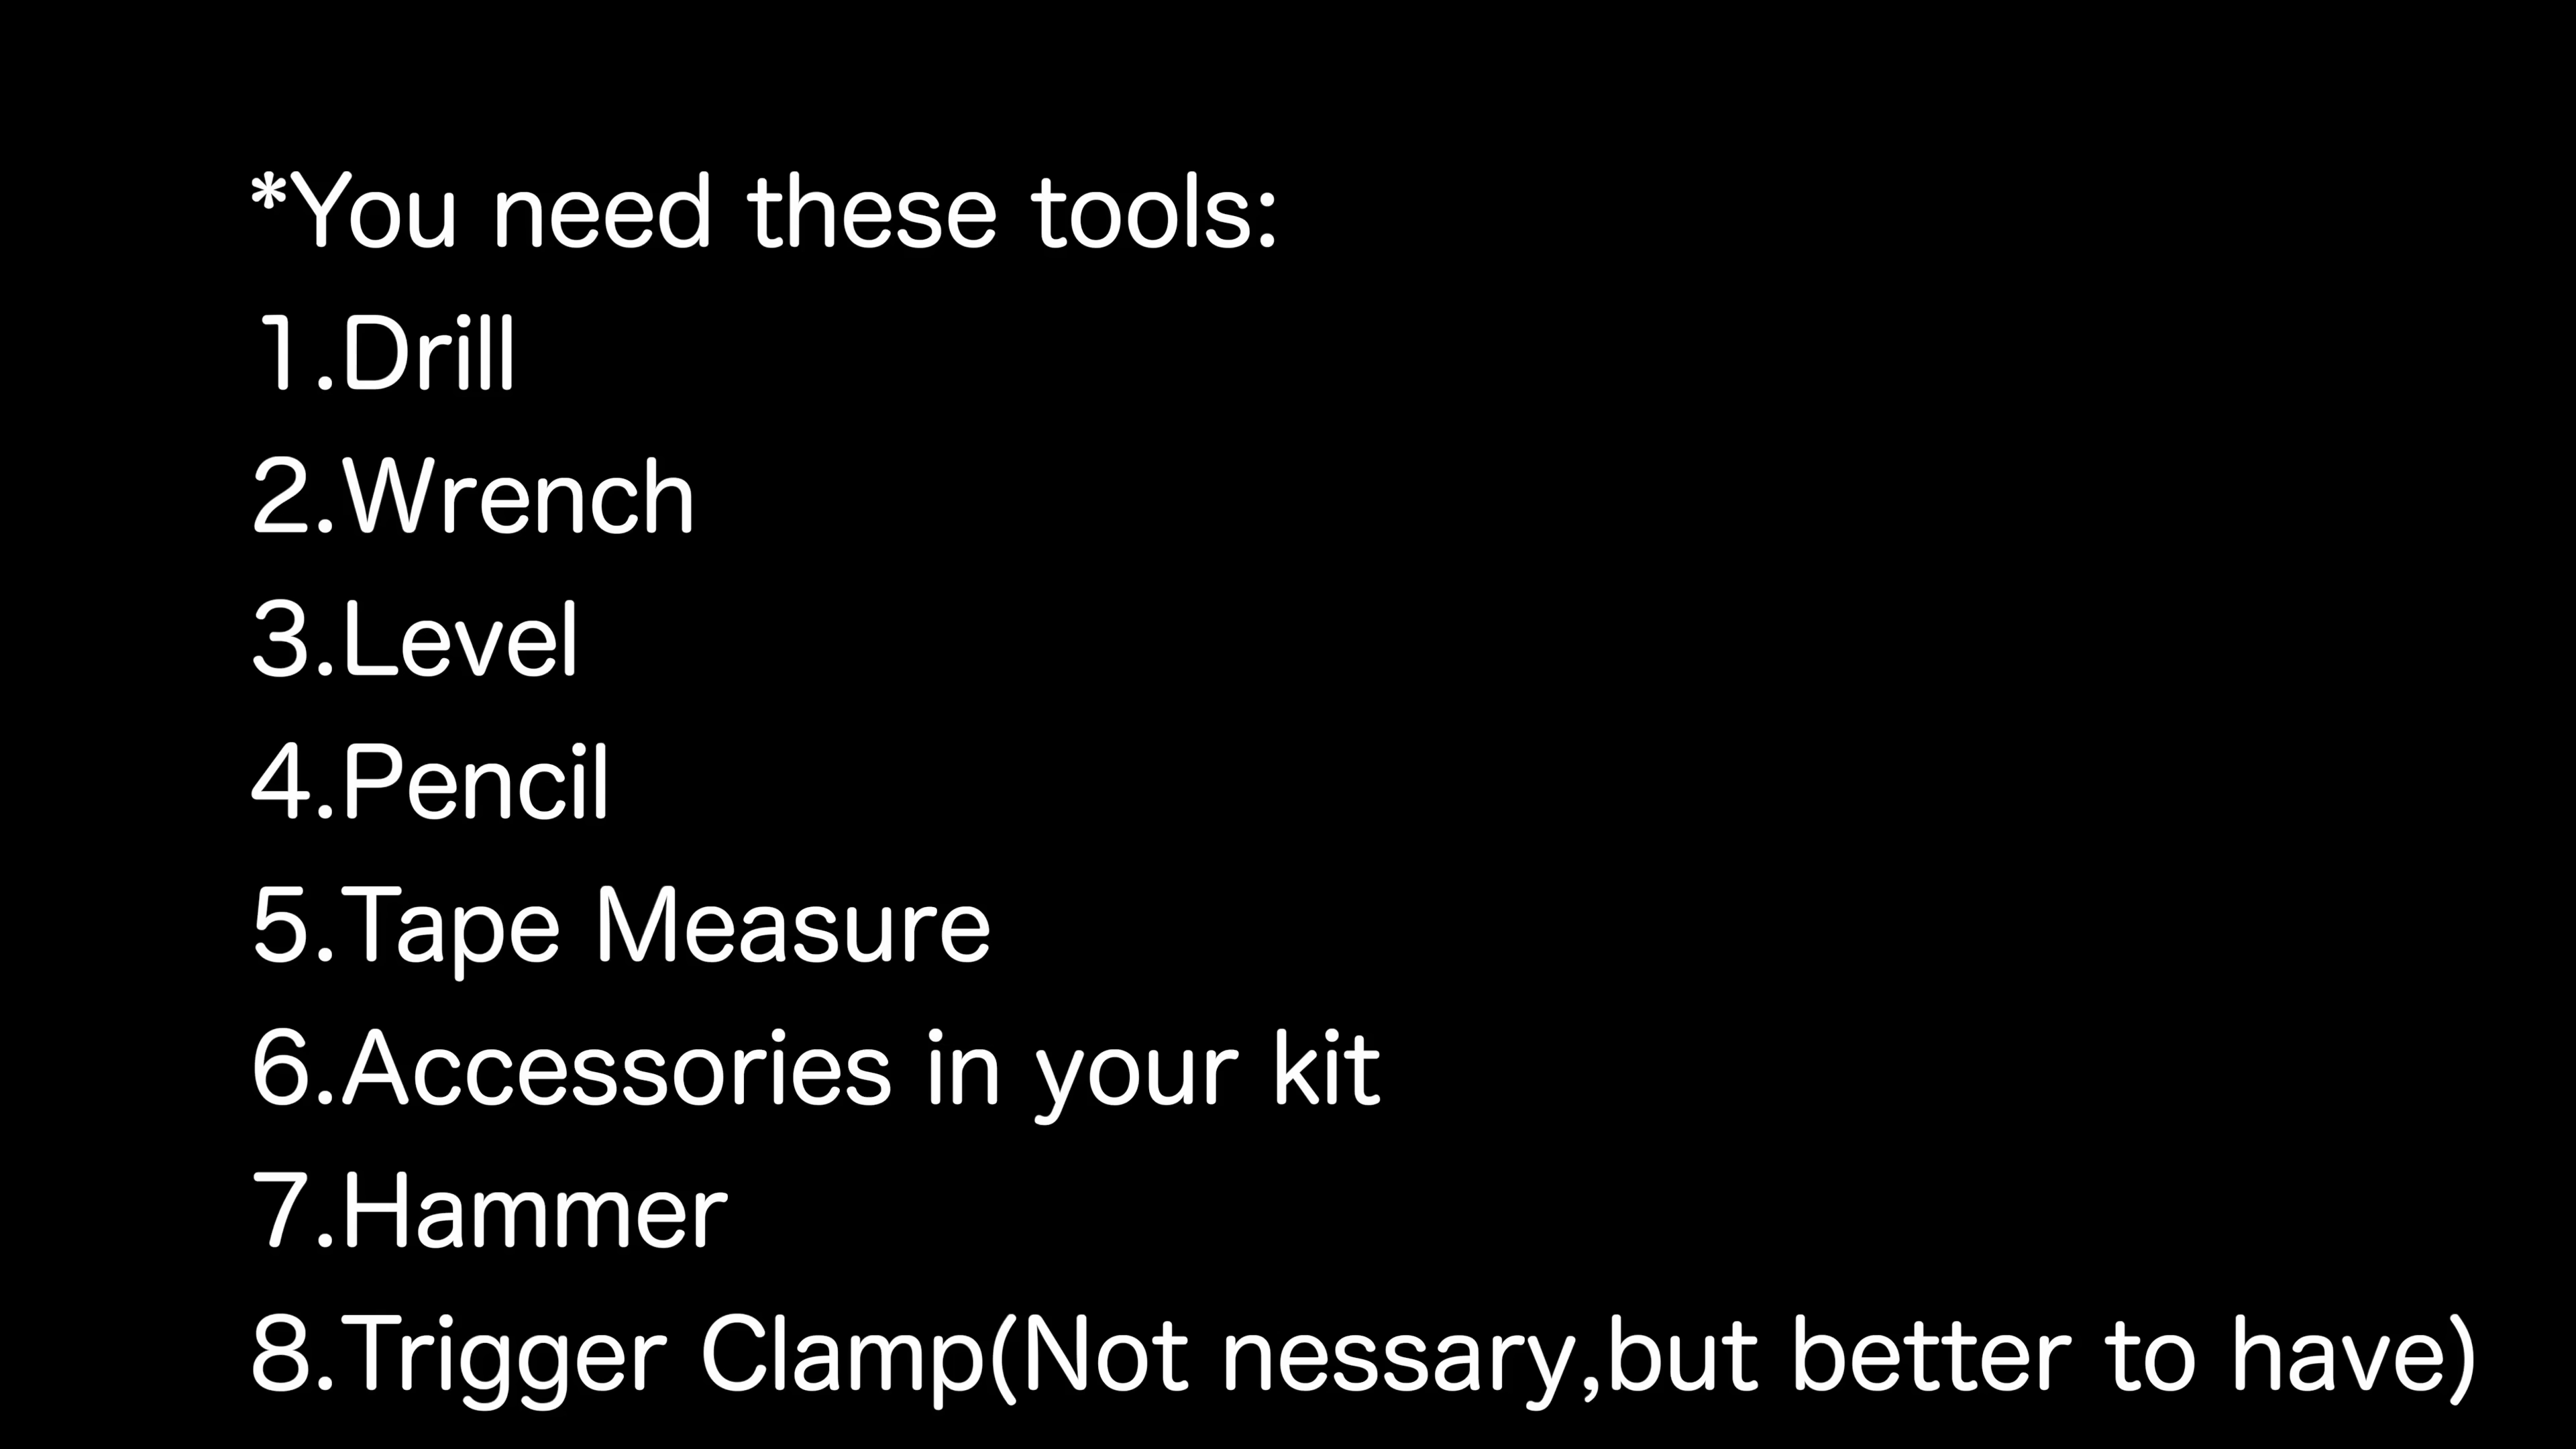 *You need these tools:
1.Drill
2.Wrench
3.Level
4.Pencil
5.Tape Measure
6.Accessories in your kit
7.Hammer
8.Trigger Clamp(Not nessary,but better to have)